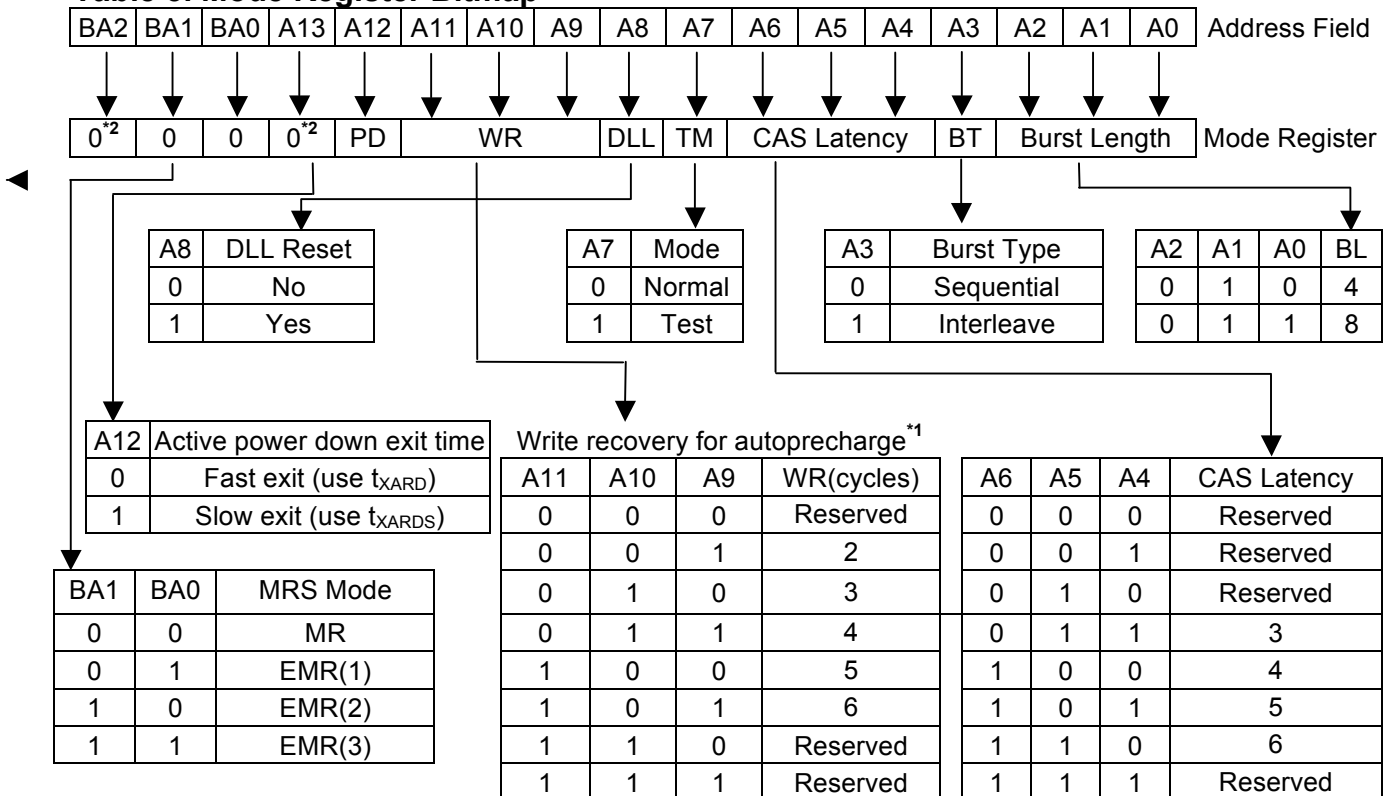 Table 6. Mode Register Bitmap
BA2 BA1 BA0 A13 A12 A11 A10 A9 A8 A7 A6 A5 A4 A3 A2 A1 A0 Address Field
0*2 0 0 0*2 PD WR DLL TM CAS Latency BT Burst Length Mode Register
A8 DLL Reset
0 No
1 Yes
A7 Mode
0 Normal
1 Test
A3 Burst Type
0 Sequential
1 Interleave
A2 A1 A0 BL
0 1 0 4
0 1 1 8
A12 Active power down exit time
0 Fast exit (use tXARD)
1 Slow exit (use tXARDS)
BA1 BA0 MRS Mode
0 0 MR
0 1 EMR(1)
1 0 EMR(2)
1 1 EMR(3)
Write recovery for autoprecharge*1
A11 A10 A9 WR(cycles)
0 0 0 Reserved
0 0 1 2
0 1 0 3
0 1 1 4
1 0 0 5
1 0 1 6
1 1 0 Reserved
1 1 1 Reserved
A6 A5 A4 CAS Latency
0 0 0 Reserved
0 0 1 Reserved
0 1 0 Reserved
0 1 1 3
1 0 0 4
1 0 1 5
1 1 0 6
1 1 1 Reserved